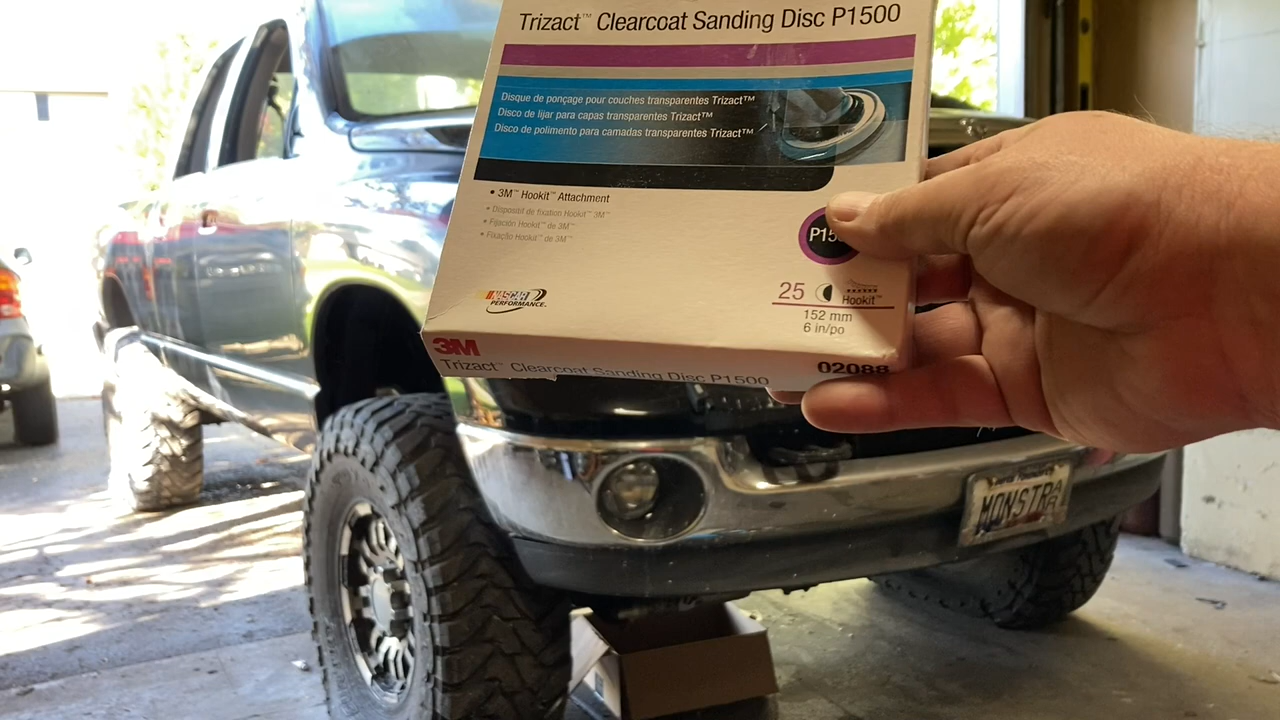 Trizact™ Clearcoat Sanding Disc P1500
Disque de ponçage pour couches transparentes Trizact™
Disco de lijar para capas transparentes Trizact™
Disco de polimento para camadas transparentes Trizact™
• 3M™ Hookit™ Attachment
• Dispositif de fixation Hookit™ 3M™
• Fijación Hookit™ de 3M™
• Fixação Hookit™ de 3M™
P150
25
Hookit™
152 mm
6 in/po
NASCAR
PERFORMANCE.
3M
Trizact™ Clearcoat Sanding Disc P1500
02088
MONSTRA